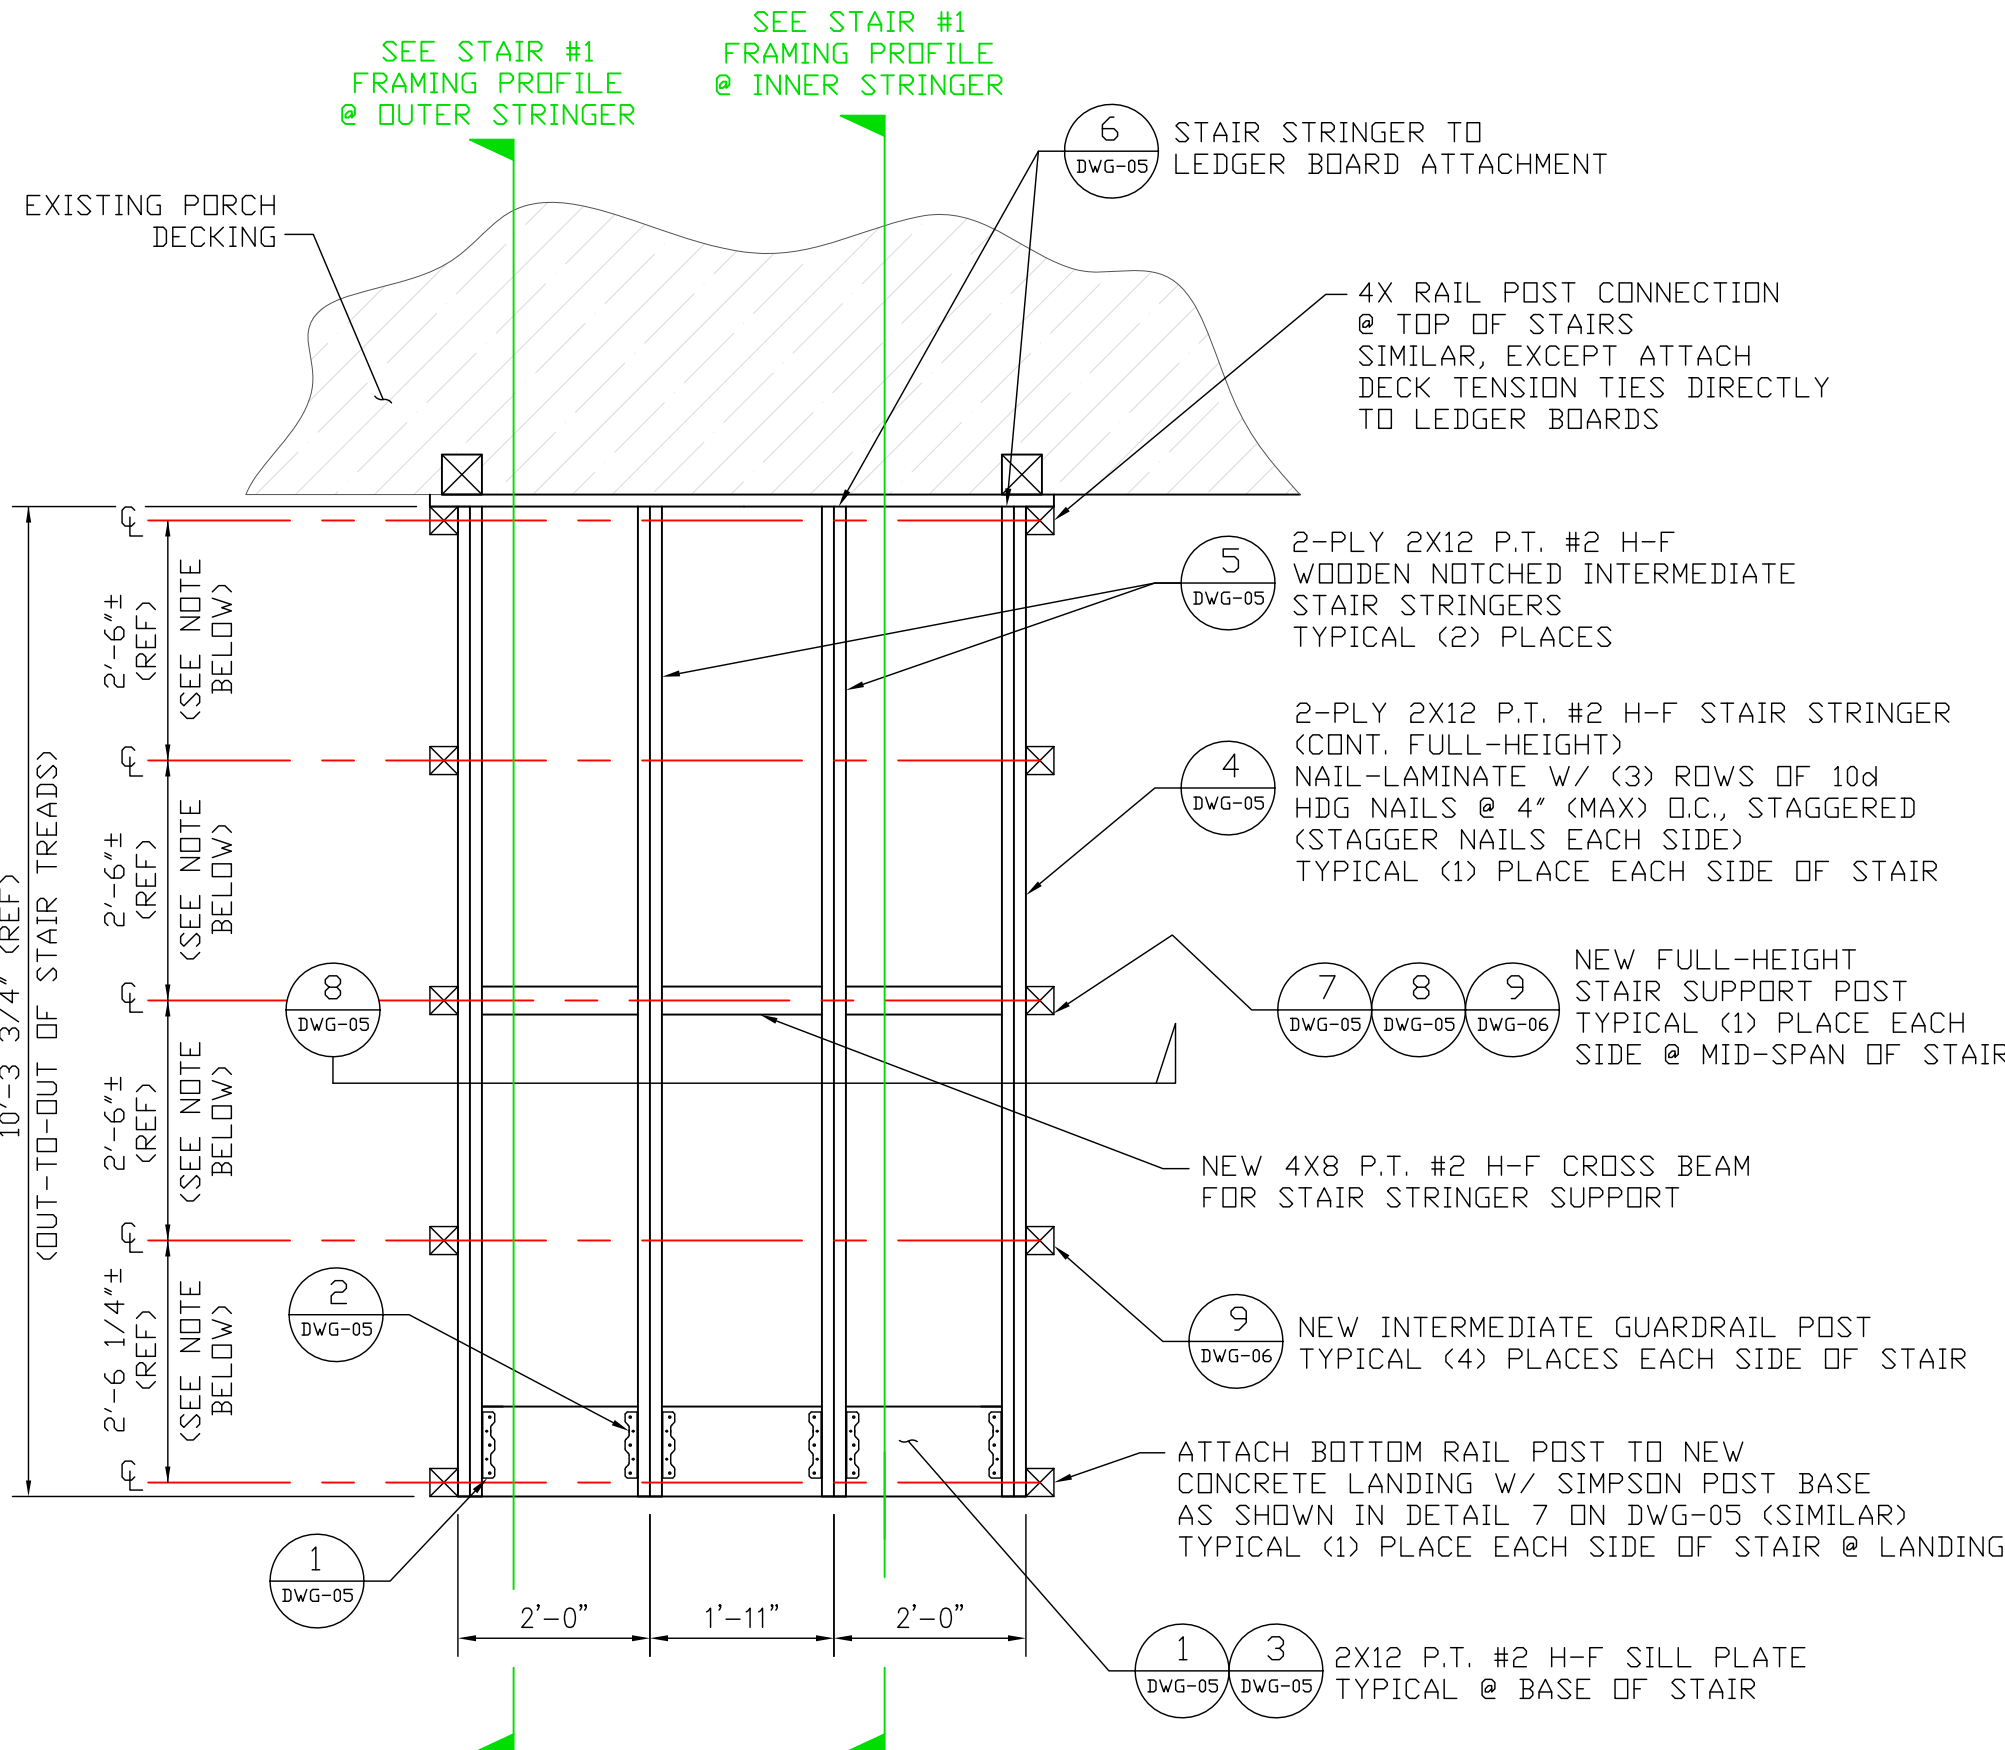 SEE STAIR #1
FRAMING PROFILE
@ OUTER STRINGER
SEE STAIR #1
FRAMING PROFILE
@ INNER STRINGER
6
DWG-05
STAIR STRINGER TO
LEDGER BOARD ATTACHMENT
EXISTING PORCH
DECKING
4X RAIL POST CONNECTION
@ TOP OF STAIRS
SIMILAR, EXCEPT ATTACH
DECK TENSION TIES DIRECTLY
TO LEDGER BOARDS
5
DWG-05
2-PLY 2X12 P.T. #2 H-F
WOODEN NOTCHED INTERMEDIATE
STAIR STRINGERS
TYPICAL (2) PLACES
4
DWG-05
2-PLY 2X12 P.T. #2 H-F STAIR STRINGER
(CONT. FULL-HEIGHT)
NAIL-LAMINATE W/ (3) ROWS OF 10d
HDG NAILS @ 4" (MAX) O.C., STAGGERED
(STAGGER NAILS EACH SIDE)
TYPICAL (1) PLACE EACH SIDE OF STAIR
7
DWG-05
8
DWG-05
9
DWG-06
NEW FULL-HEIGHT
STAIR SUPPORT POST
TYPICAL (1) PLACE EACH
SIDE @ MID-SPAN OF STAIR
NEW 4X8 P.T. #2 H-F CROSS BEAM
FOR STAIR STRINGER SUPPORT
9
DWG-06
NEW INTERMEDIATE GUARDRAIL POST
TYPICAL (4) PLACES EACH SIDE OF STAIR
ATTACH BOTTOM RAIL POST TO NEW
CONCRETE LANDING W/ SIMPSON POST BASE
AS SHOWN IN DETAIL 7 ON DWG-05 (SIMILAR)
TYPICAL (1) PLACE EACH SIDE OF STAIR @ LANDING
1
DWG-05
3
DWG-05
2X12 P.T. #2 H-F SILL PLATE
TYPICAL @ BASE OF STAIR
10'-3 3/4" (REF)
(OUT-TO-OUT OF STAIR TREADS)
℄
2'-6"±
(REF)
(SEE NOTE
BELOW)
℄
2'-6"±
(REF)
(SEE NOTE
BELOW)
℄
8
DWG-05
2'-6"±
(REF)
(SEE NOTE
BELOW)
℄
2'-6 1/4"±
(REF)
(SEE NOTE
BELOW)
℄
2
DWG-05
1
DWG-05
2'-0"
1'-11"
2'-0"